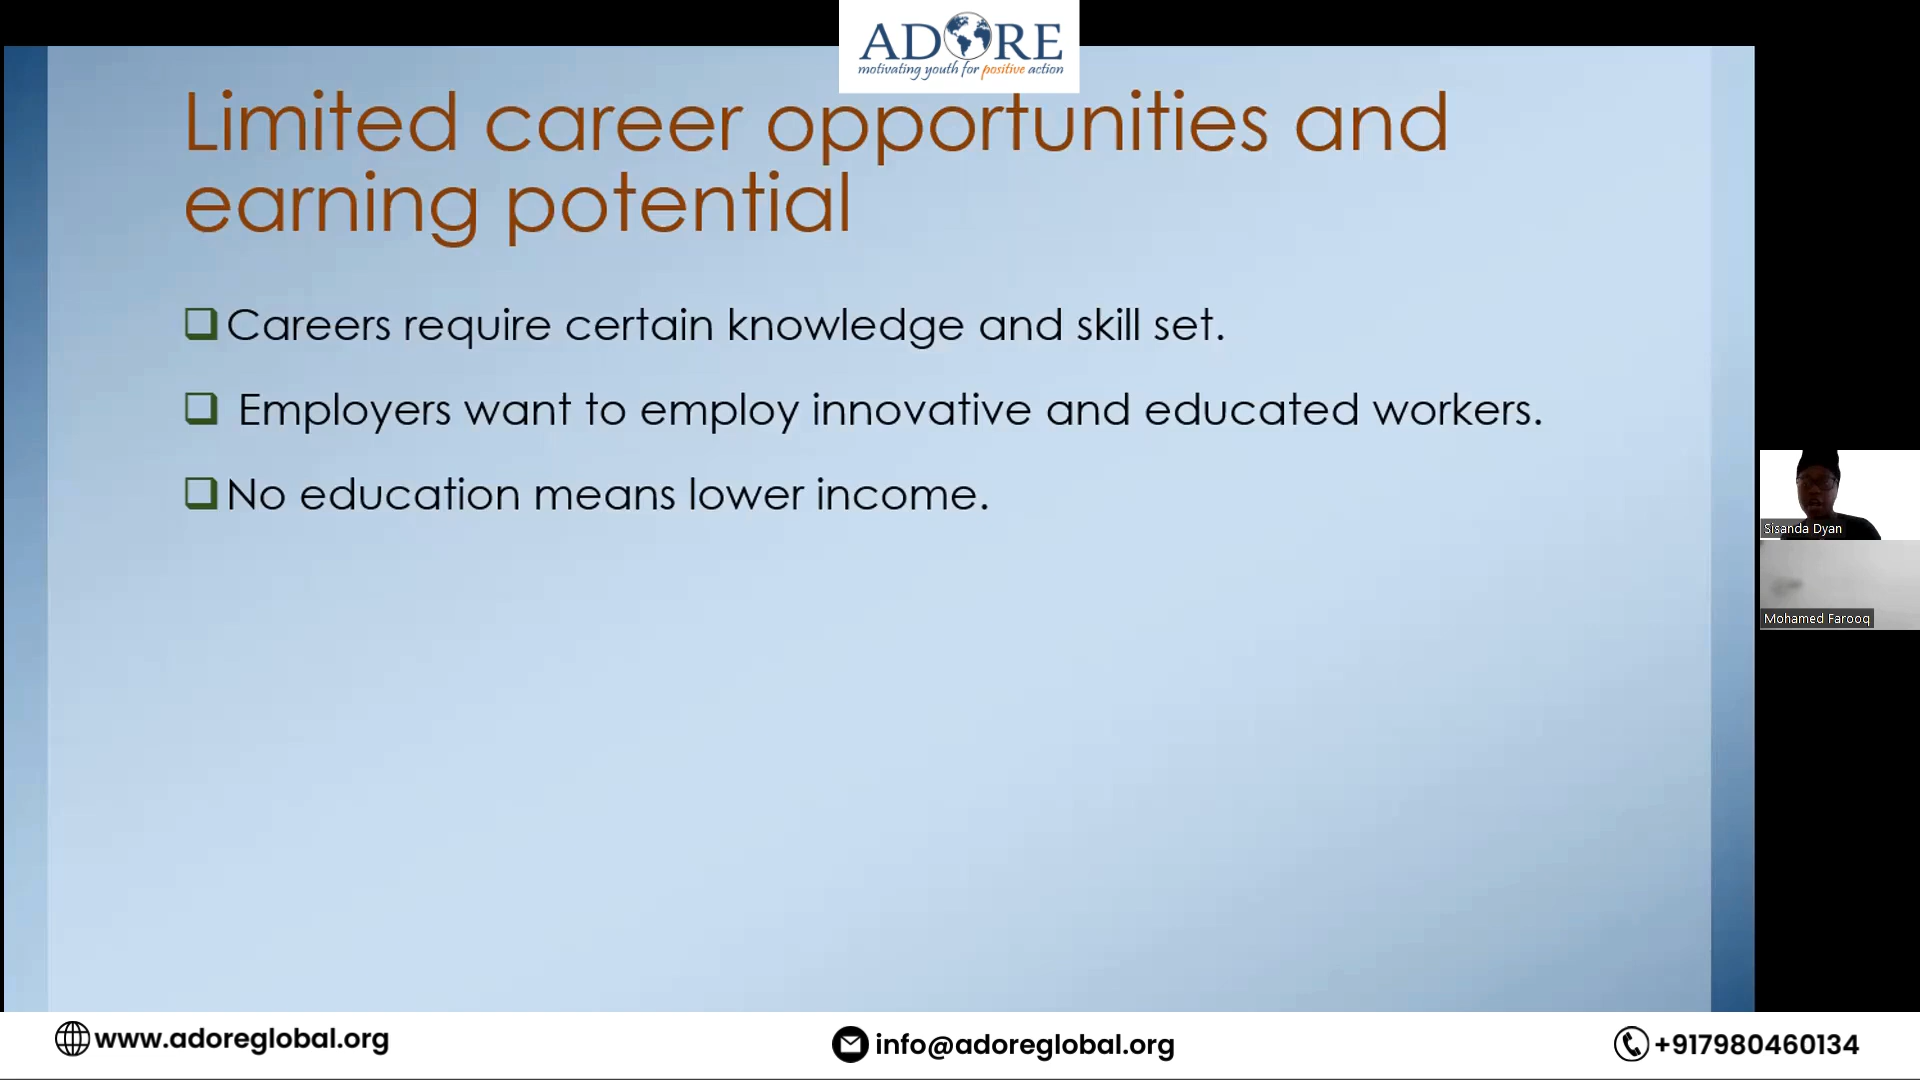 ADORE
motivating youth for positive action
Limited career opportunities and
earning potential
Careers require certain knowledge and skill set.
Employers want to employ innovative and educated workers.
No education means lower income.
Sisanda Dyan
Mohamed Farooq
www.adoreglobal.org
info@adoreglobal.org
+917980460134